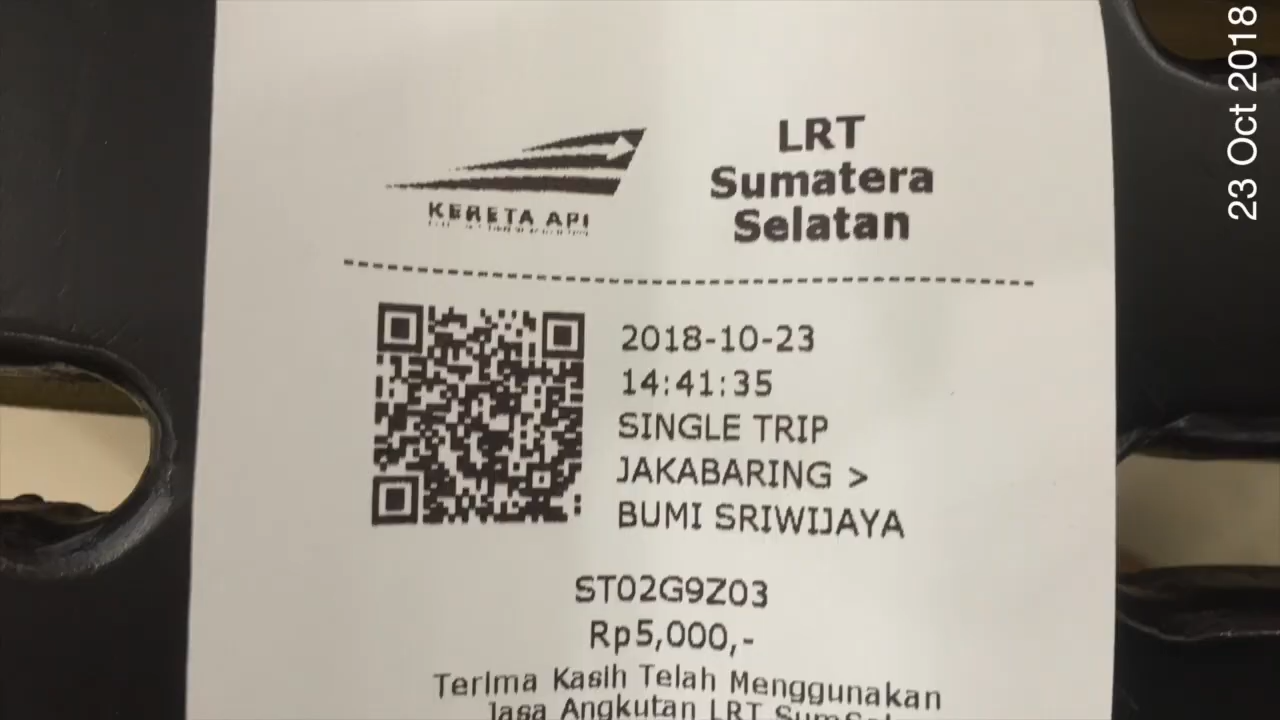 23 Oct 2018
KERETA API
LRT
Sumatera
Selatan
2018-10-23
14:41:35
SINGLE TRIP
JAKABARING >
BUMI SRIWIJAYA
ST02G9Z03
Rp5,000,-
Terima Kasih Telah Menggunakan
Jasa Angkutan LRT SumSel